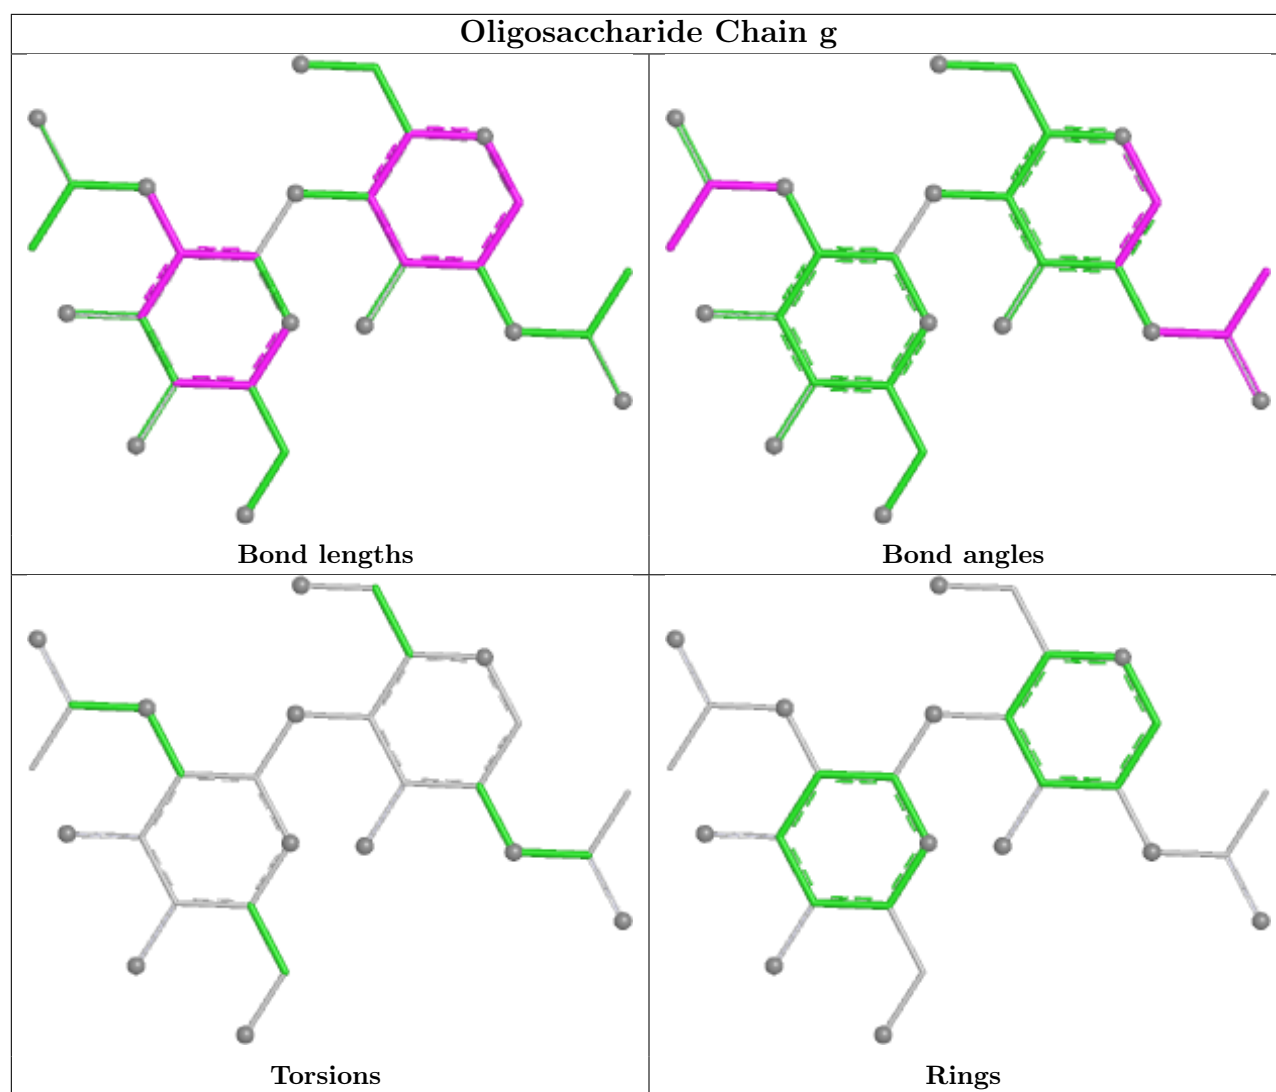 Oligosaccharide Chain g
Bond lengths
Bond angles
Torsions
Rings